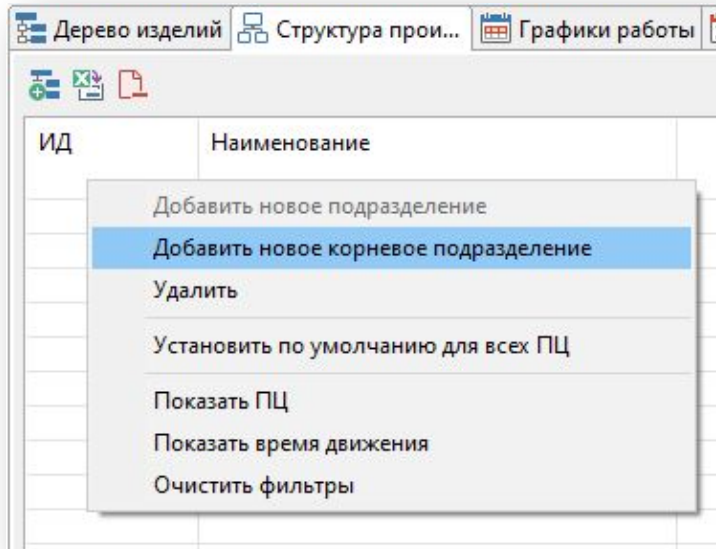 Дерево изделий Структура прои... Графики работы
ИД Наименование
Добавить новое подразделение
Добавить новое корневое подразделение
Удалить
Установить по умолчанию для всех ПЦ
Показать ПЦ
Показать время движения
Очистить фильтры